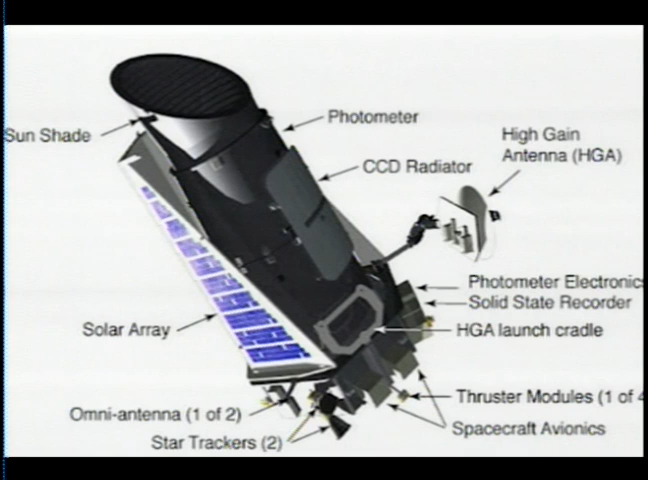 Sun Shade
Photometer
High Gain
Antenna (HGA)
CCD Radiator
Photometer Electronics
Solid State Recorder
HGA launch cradle
Solar Array
Thruster Modules (1 of 4
Omni-antenna (1 of 2)
Spacecraft Avionics
Star Trackers (2)